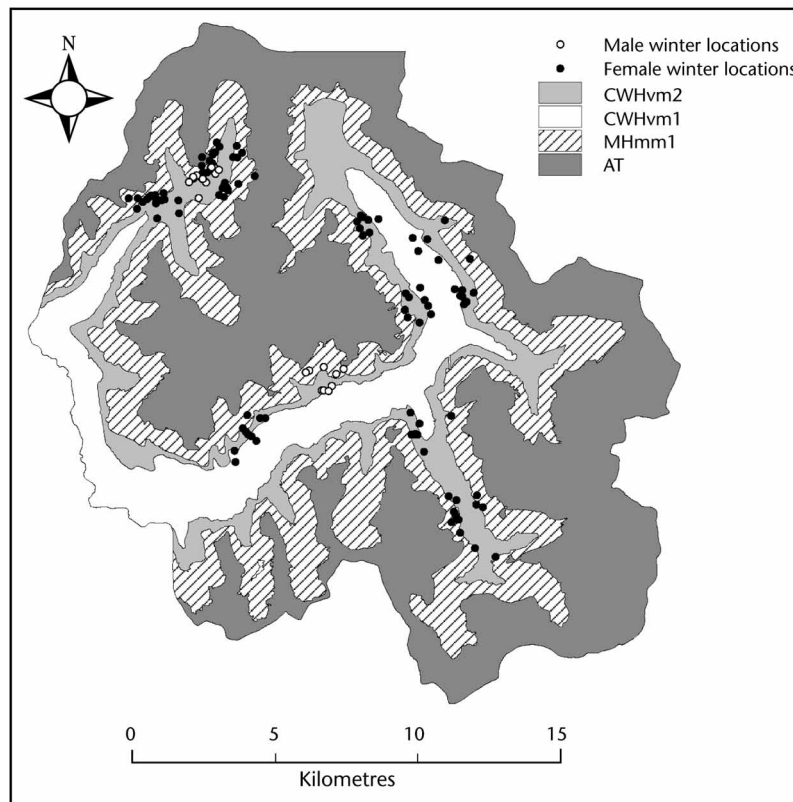 N
Male winter locations
Female winter locations
CWHvm2
CWHvm1
MHmm1
AT
0 5 10 15
Kilometres